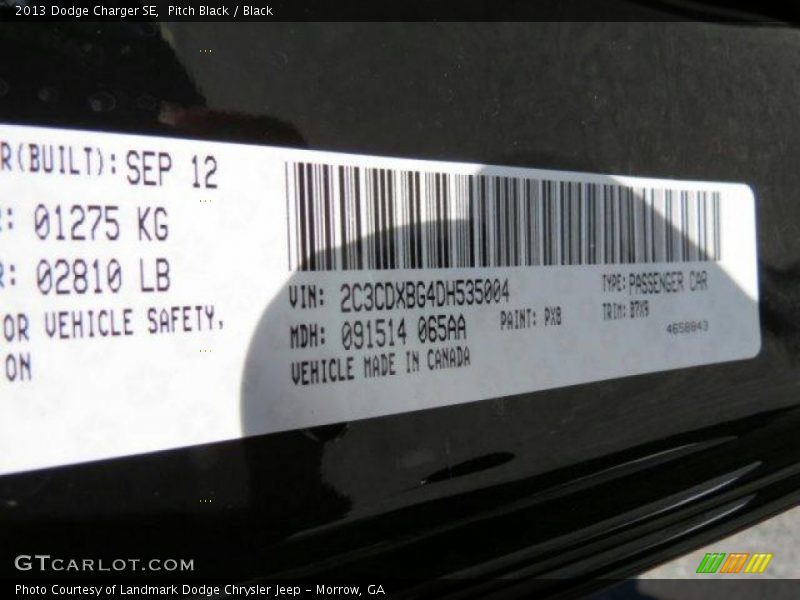 2013 Dodge Charger SE, Pitch Black / Black
R(BUILT): SEP 12
: 01275 KG
R: 02810 LB
OR VEHICLE SAFETY,
ON
VIN: 2C3CDXBG4DH535004
TYPE: PASSENGER CAR
MDH: 091514 065AA
PAINT: PX8
TRIM: B7X9
VEHICLE MADE IN CANADA
4658843
GTCARLOT.COM
Photo Courtesy of Landmark Dodge Chrysler Jeep - Morrow, GA